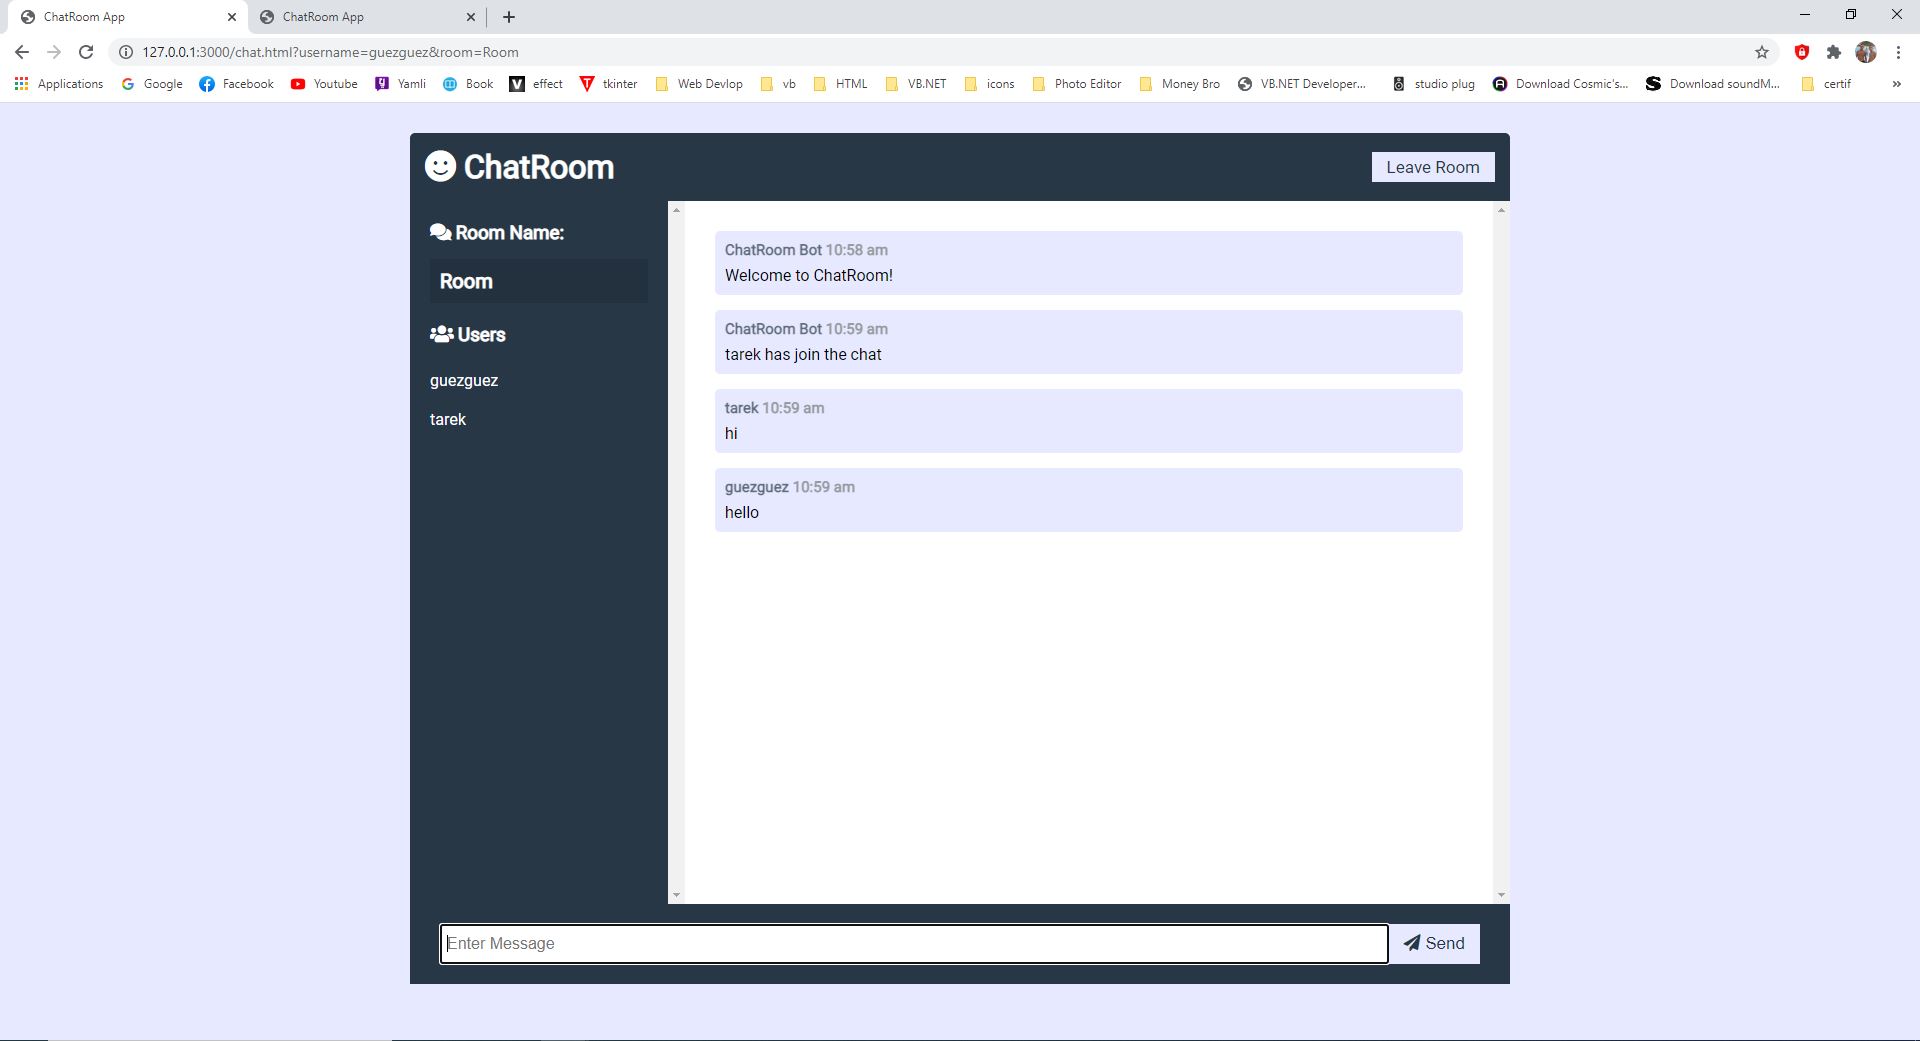 ChatRoom App
ChatRoom App
127.0.0.1:3000/chat.html?username=guezguez&room=Room
Applications Google Facebook Youtube Yamli Book effect tkinter Web Devlop vb HTML VB.NET icons Photo Editor Money Bro VB.NET Developer... studio plug Download Cosmic's... Download soundM... certif »
ChatRoom
Leave Room
Room Name:
Room
Users
guezguez
tarek
ChatRoom Bot 10:58 am
Welcome to ChatRoom!
ChatRoom Bot 10:59 am
tarek has join the chat
tarek 10:59 am
hi
guezguez 10:59 am
hello
Enter Message
Send